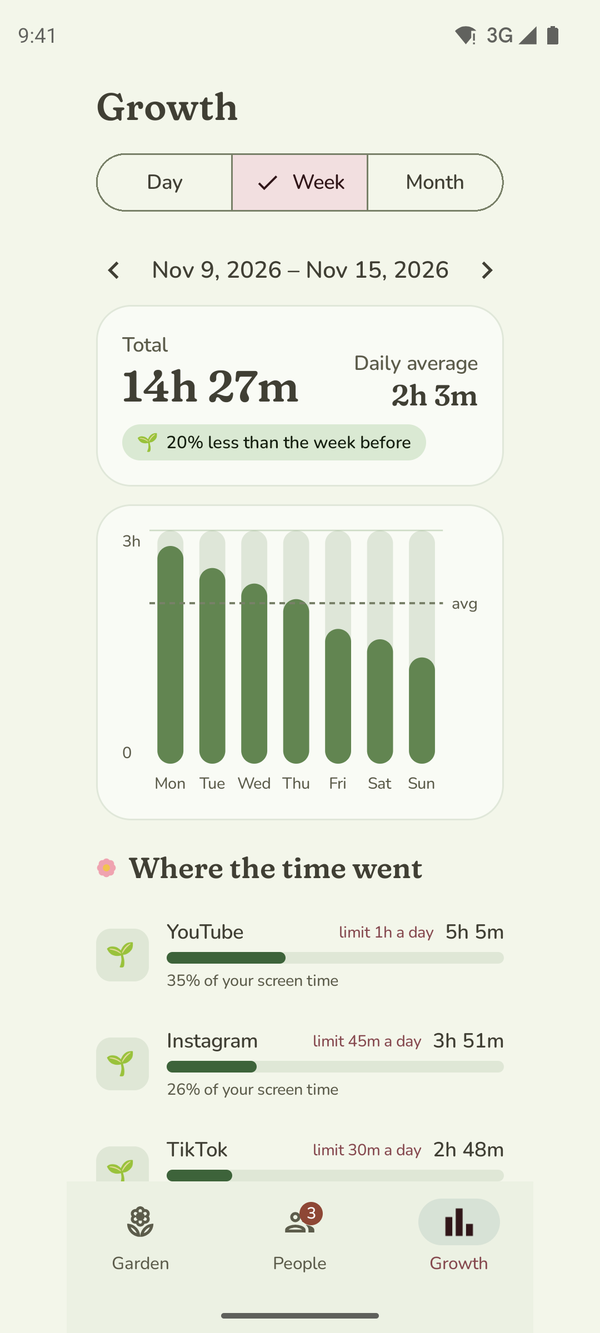 9:41
3G
Growth
Day
Week
Month
Nov 9, 2026 – Nov 15, 2026
Total
14h 27m
Daily average
2h 3m
20% less than the week before
3h
avg
0
Mon Tue Wed Thu Fri Sat Sun
Where the time went
YouTube limit 1h a day 5h 5m
35% of your screen time
Instagram limit 45m a day 3h 51m
26% of your screen time
TikTok limit 30m a day 2h 48m
3
Garden
People
Growth